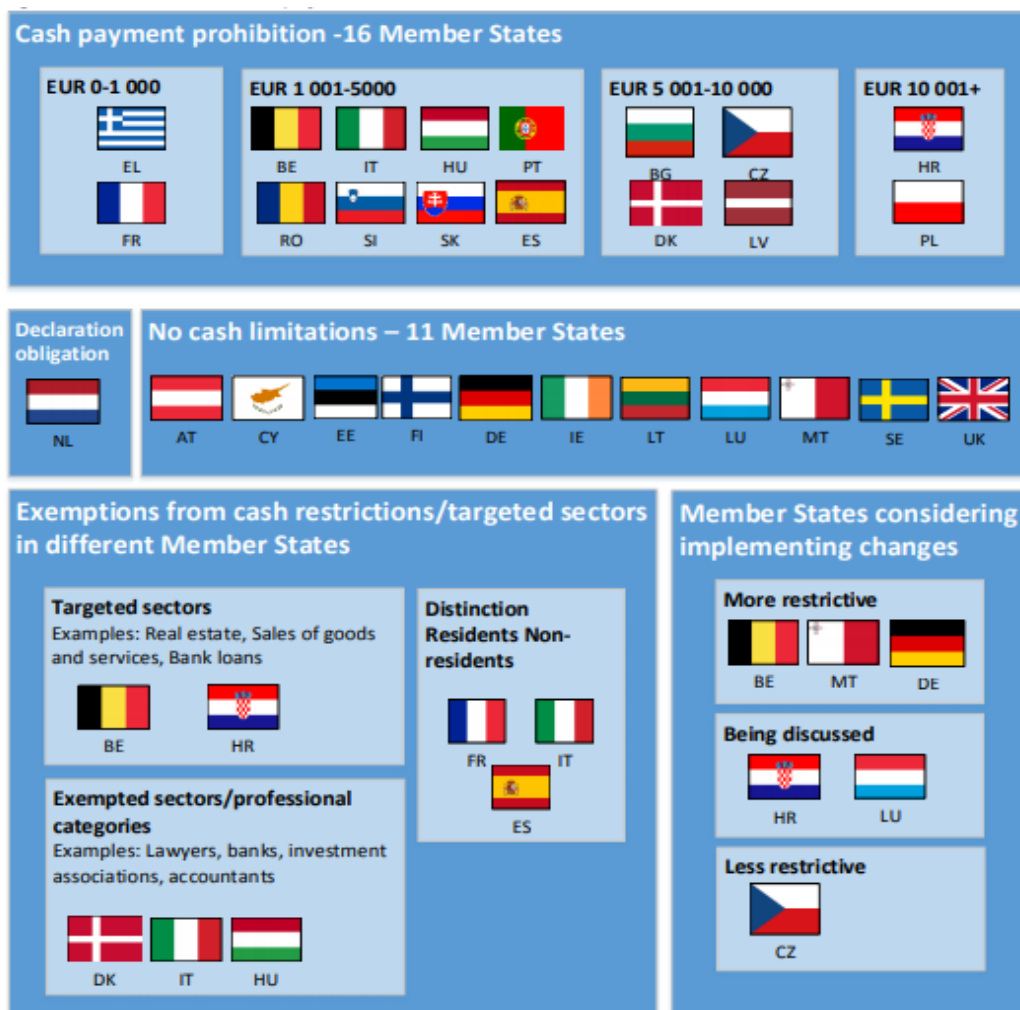 Cash payment prohibition -16 Member States
EUR 0-1 000
EL
FR
EUR 1 001-5000
BE IT HU PT
RO SI SK ES
EUR 5 001-10 000
BG CZ
DK LV
EUR 10 001+
HR
PL
Declaration
obligation
NL
No cash limitations – 11 Member States
AT CY EE FI DE IE LT LU MT SE UK
Exemptions from cash restrictions/targeted sectors
in different Member States
Targeted sectors
Examples: Real estate, Sales of goods
and services, Bank loans
BE HR
Exempted sectors/professional
categories
Examples: Lawyers, banks, investment
associations, accountants
DK IT HU
Distinction
Residents Non-
residents
FR IT
ES
Member States considering
implementing changes
More restrictive
BE MT DE
Being discussed
HR LU
Less restrictive
CZ